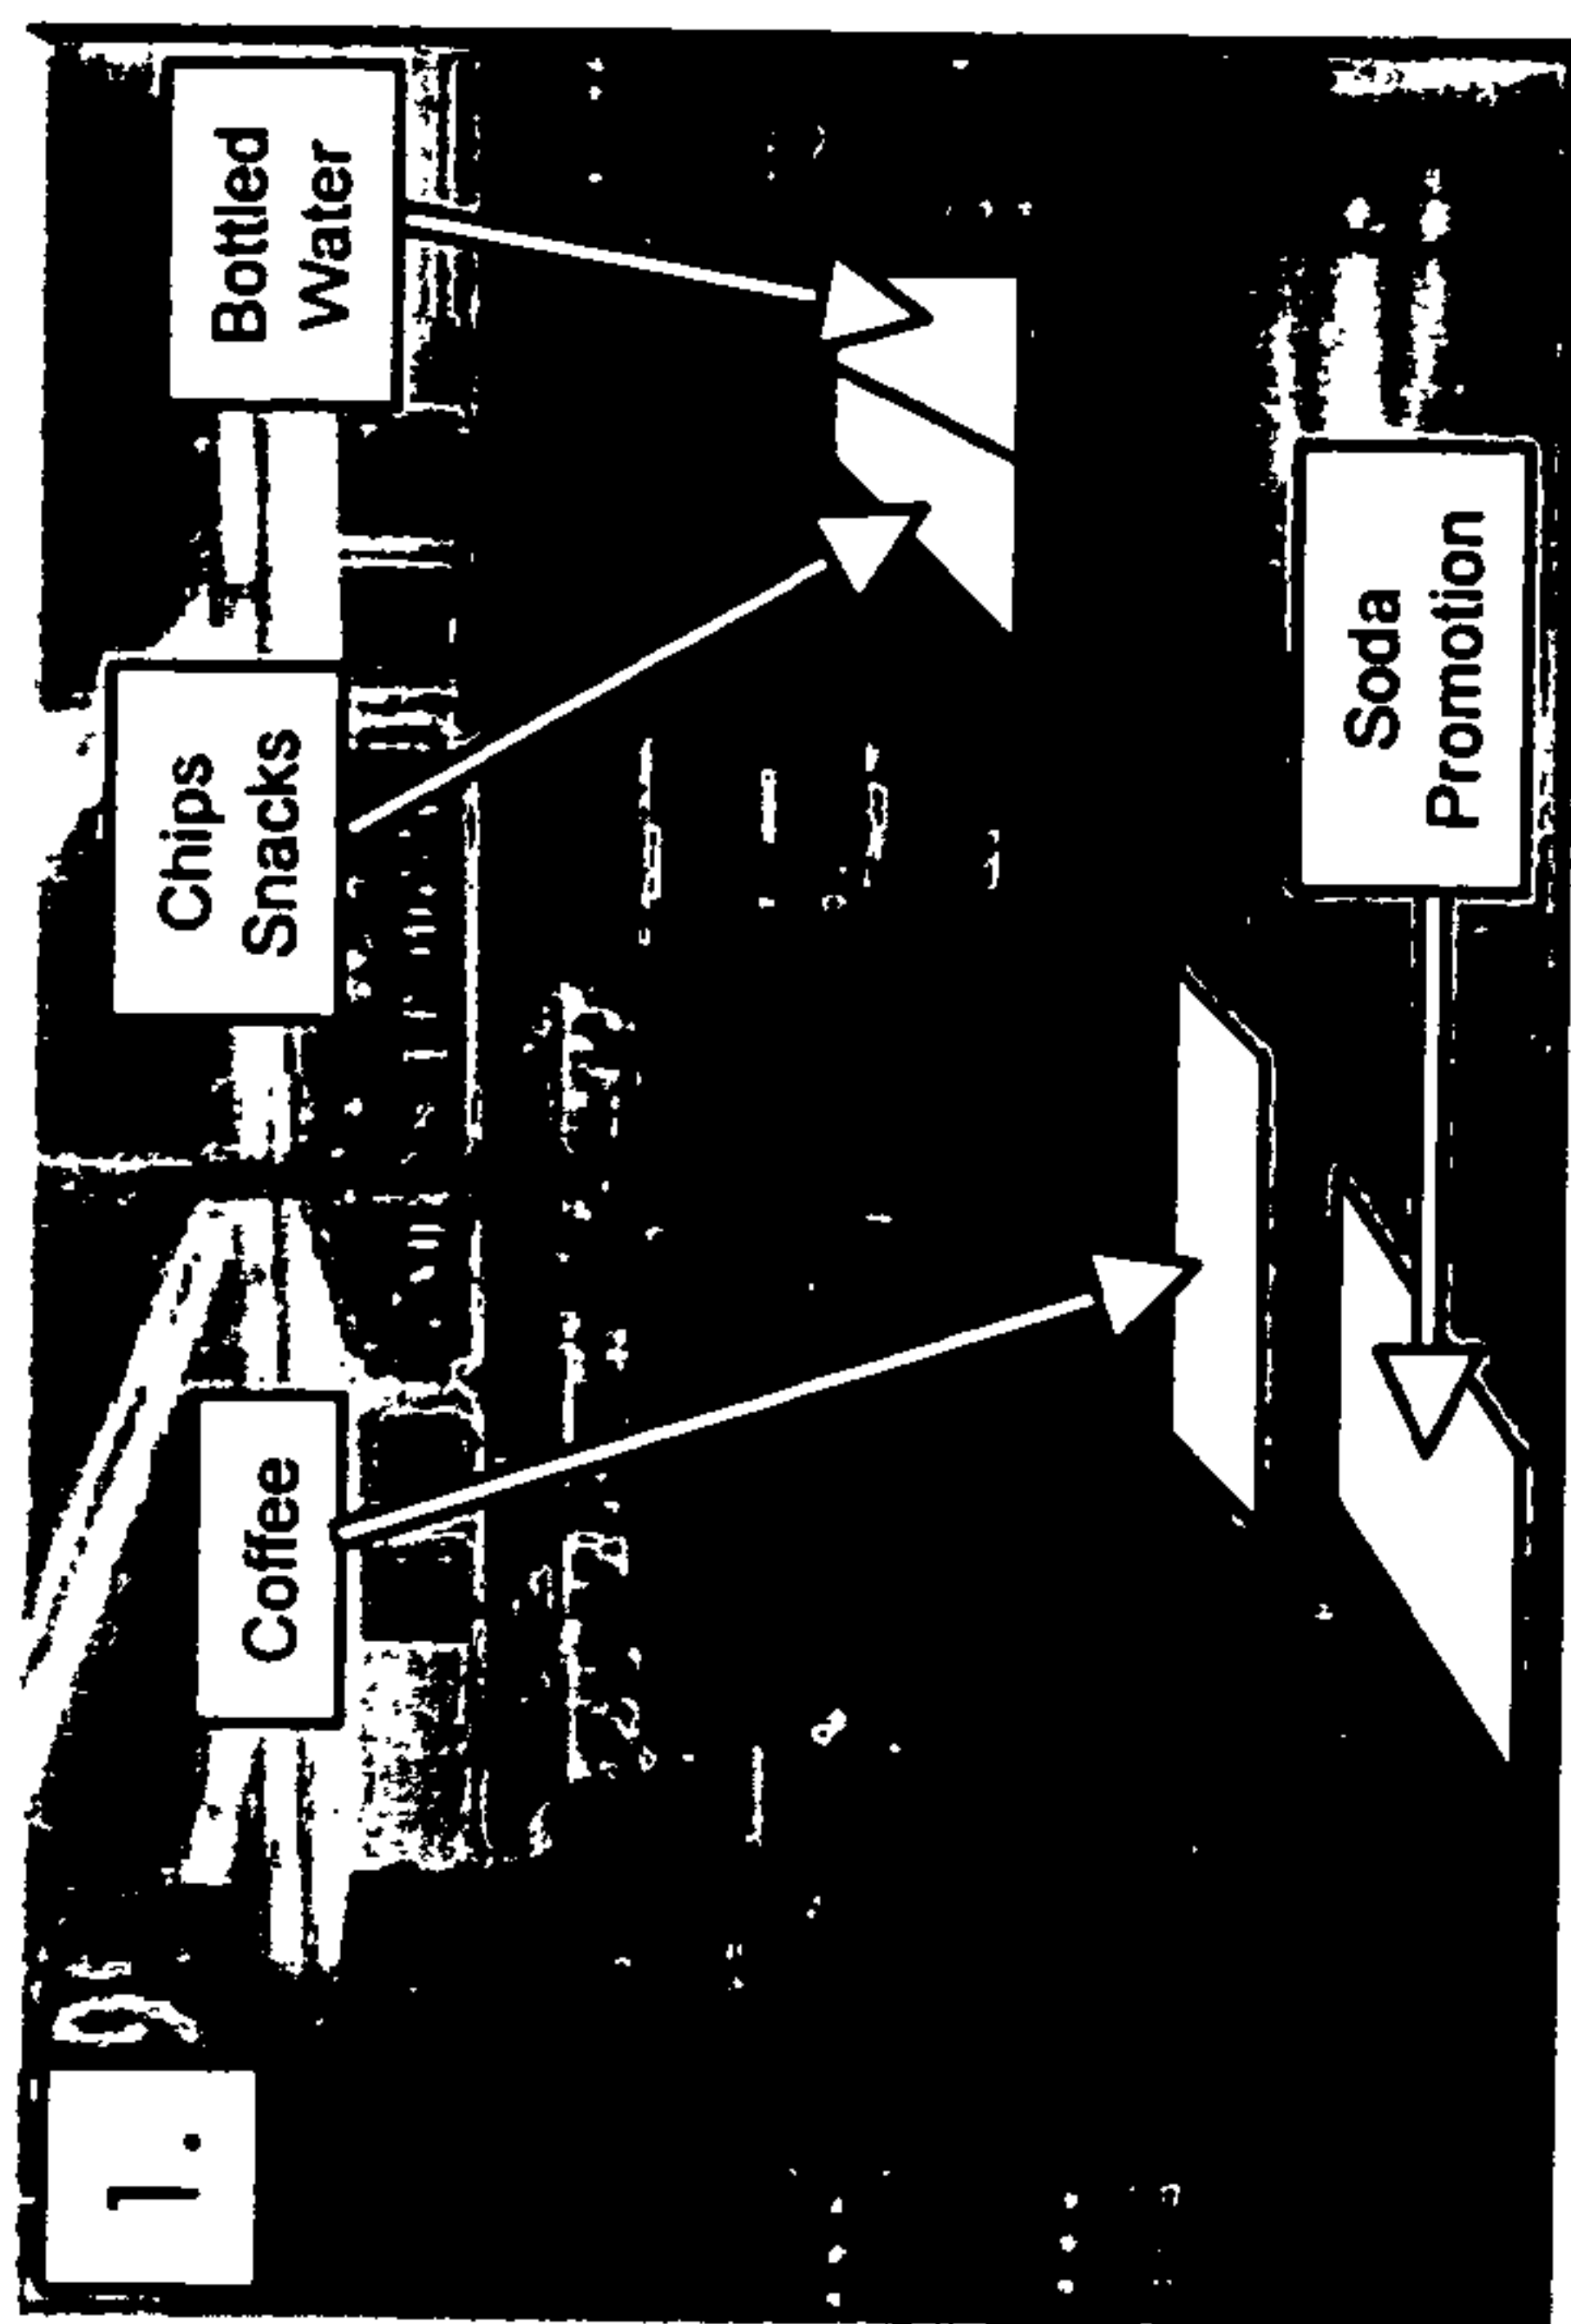 1.
Coffee
Chips
Snacks
Bottled
Water
Soda
Promotion